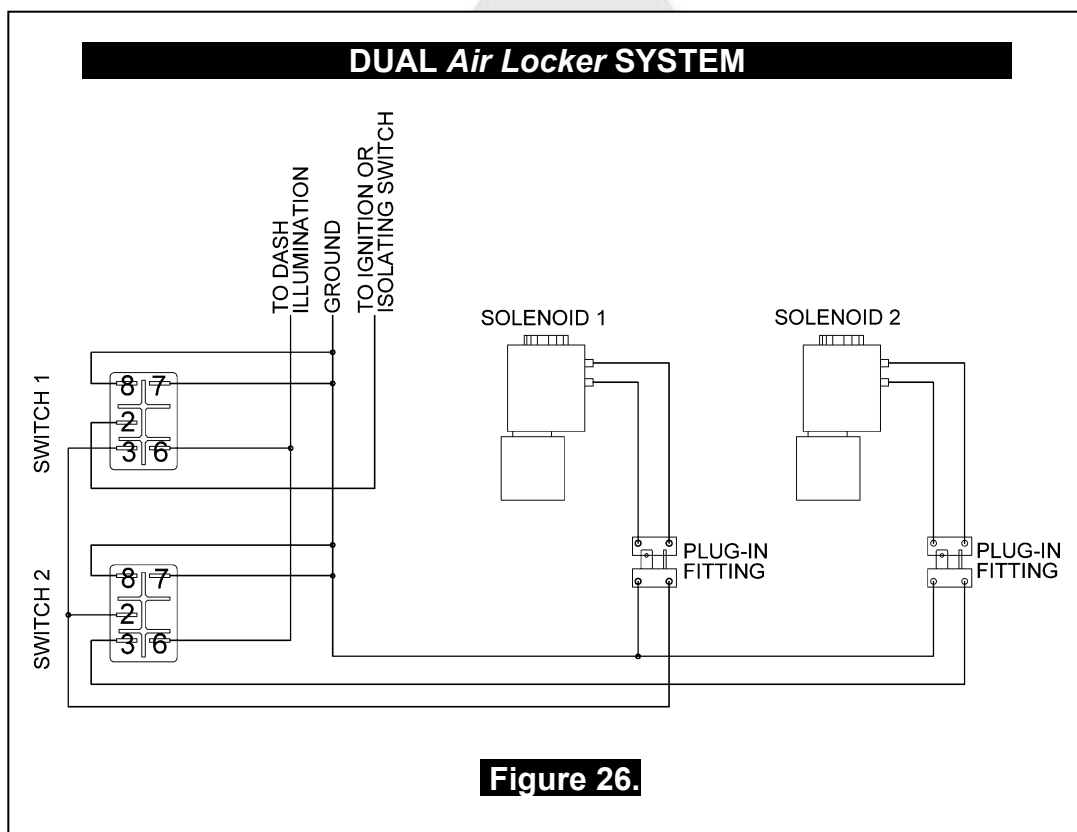 DUAL Air Locker SYSTEM
TO DASH
ILLUMINATION
GROUND
TO IGNITION OR
ISOLATING SWITCH
SOLENOID 1
SOLENOID 2
SWITCH 1
8 7
2
3 6
SWITCH 2
8 7
2
3 6
PLUG-IN
FITTING
PLUG-IN
FITTING
Figure 26.